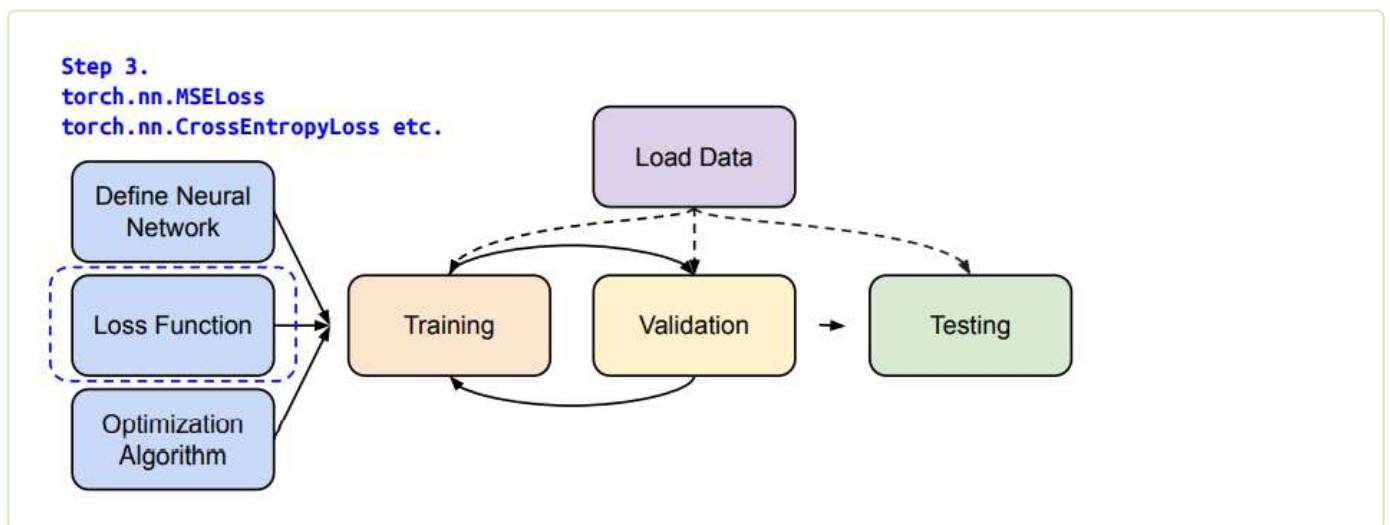 Step 3.
torch.nn.MSELoss
torch.nn.CrossEntropyLoss etc.
Load Data
Define Neural
Network
Loss Function
Training
Validation
Testing
Optimization
Algorithm